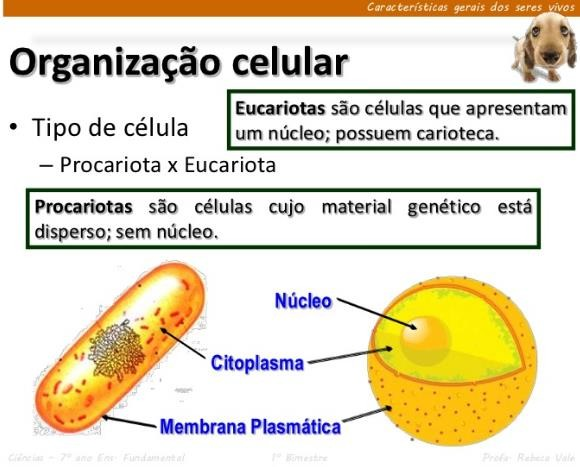 Características gerais dos seres vivos
Organização celular
• Tipo de célula
Eucariotas são células que apresentam
um núcleo; possuem carioteca.
– Procariota x Eucariota
Procariotas são células cujo material genético está
disperso; sem núcleo.
Núcleo
Citoplasma
Membrana Plasmática
Ciências – 7º ano Ens. Fundamental 1º Bimestre Profa. Rebeca Vale